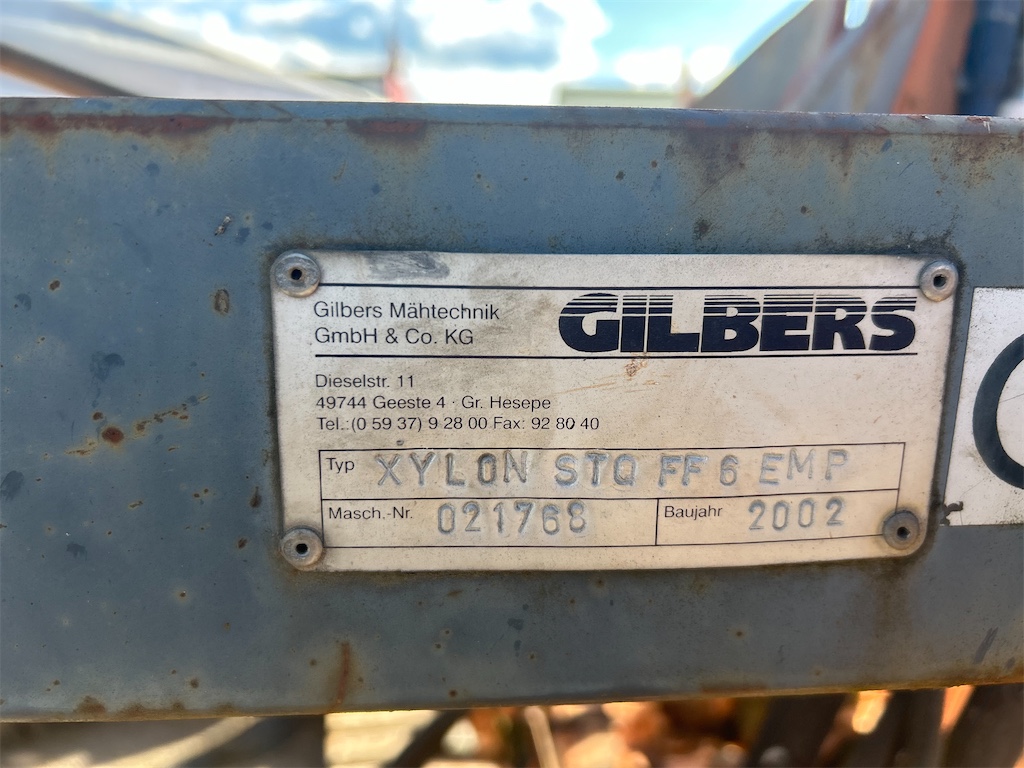 Gilbers Mähtechnik
GmbH & Co. KG
GILBERS
Dieselstr. 11
49744 Geeste 4 · Gr. Hesepe
Tel.:(0 59 37) 9 28 00 Fax: 92 80 40
Typ XYLON STQ FF 6 EMP
Masch.-Nr. 021768 Baujahr 2002